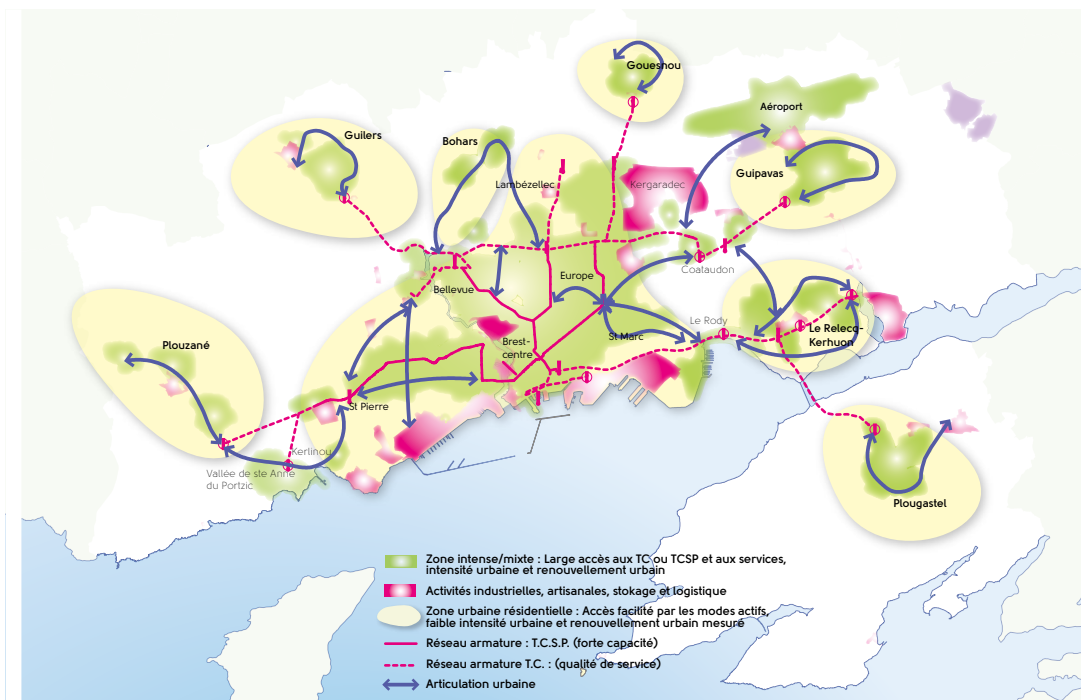 Gouesnou
Aéroport
Guilers
Bohars
Lambézellec
Kergaradec
Guipavas
Coataudon
Europe
Bellevue
Le Rody
St Marc
Le Relecq-
Kerhuon
Brest-
centre
Plouzané
St Pierre
Kerlinou
Vallée de ste Anne
du Portzic
Plougastel
Zone intense/mixte : Large accès aux TC ou TCSP et aux services,
intensité urbaine et renouvellement urbain
Activités industrielles, artisanales, stokage et logistique
Zone urbaine résidentielle : Accès facilité par les modes actifs,
faible intensité urbaine et renouvellement urbain mesuré
Réseau armature : T.C.S.P. (forte capacité)
Réseau armature T.C. : (qualité de service)
Articulation urbaine